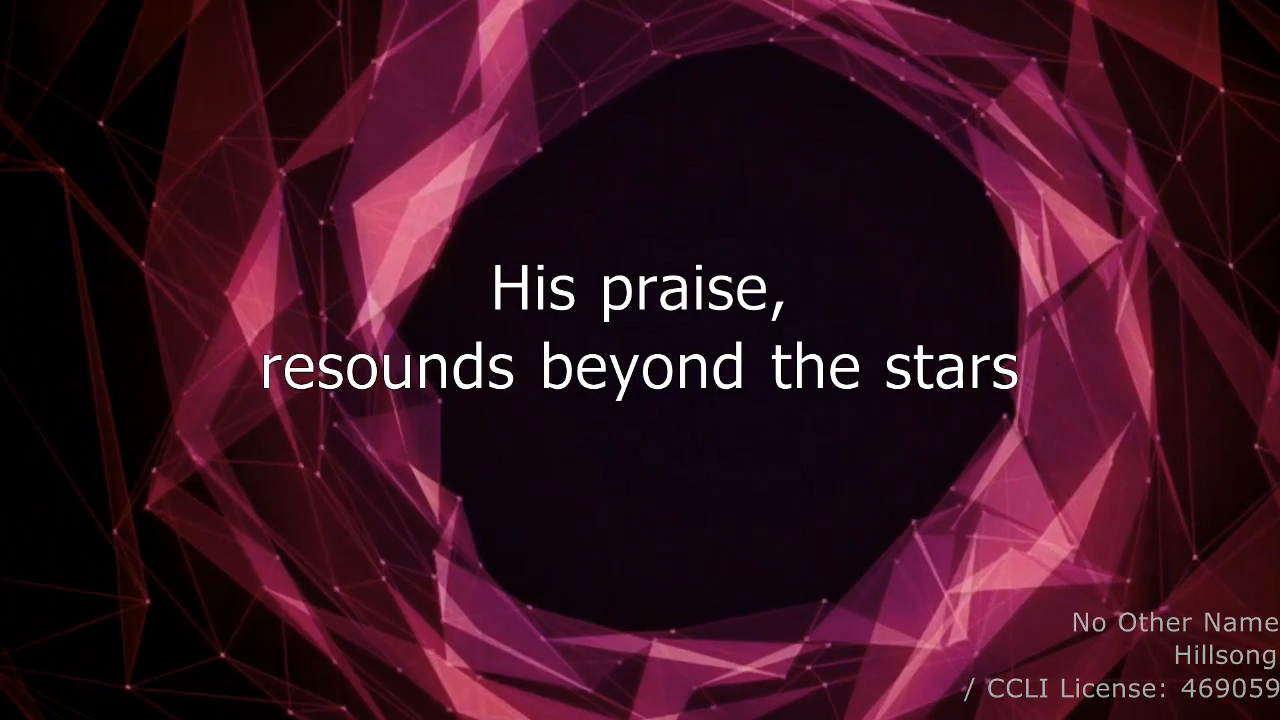 His praise,
resounds beyond the stars
No Other Name
Hillsong
/ CCLI License: 469059